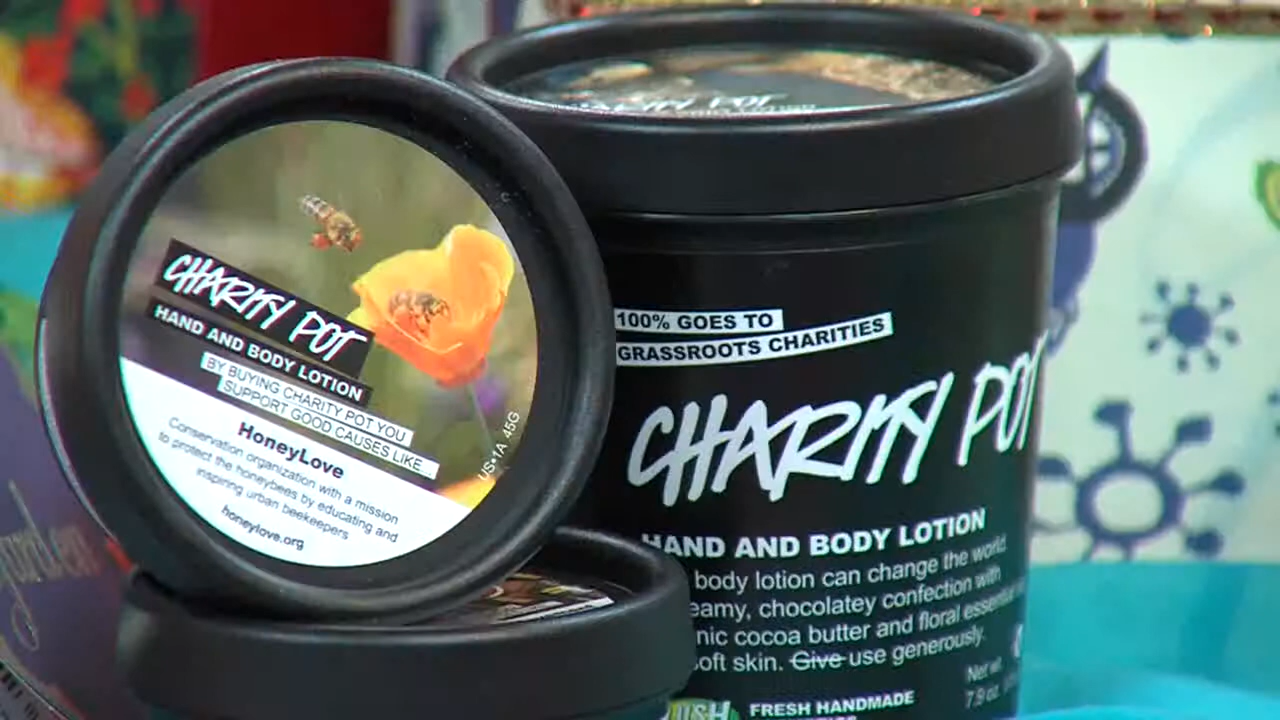 CHARITY POT
HAND AND BODY LOTION
BY BUYING CHARITY POT YOU
SUPPORT GOOD CAUSES LIKE...
HoneyLove
Conservation organization with a mission
to protect the honeybees by educating and
inspiring urban beekeepers
honeylove.org
US•1A 45G
CHARITY POT
100% GOES TO
GRASSROOTS CHARITIES
CHARITY POT
HAND AND BODY LOTION
body lotion can change the world.
eamy, chocolatey confection with
nic cocoa butter and floral essential
soft skin. Give use generously.
Net wt.
7.9 oz.
FRESH HANDMADE
garden